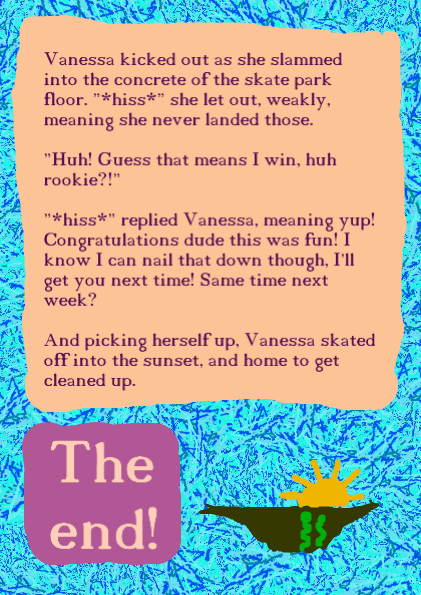 Vanessa kicked out as she slammed
into the concrete of the skate park
floor. "*hiss*" she let out, weakly,
meaning she never landed those.
"Huh! Guess that means I win, huh
rookie?!"
"*hiss*" replied Vanessa, meaning yup!
Congratulations dude this was fun! I
know I can nail that down though, I'll
get you next time! Same time next
week?
And picking herself up, Vanessa skated
off into the sunset, and home to get
cleaned up.
The
end!